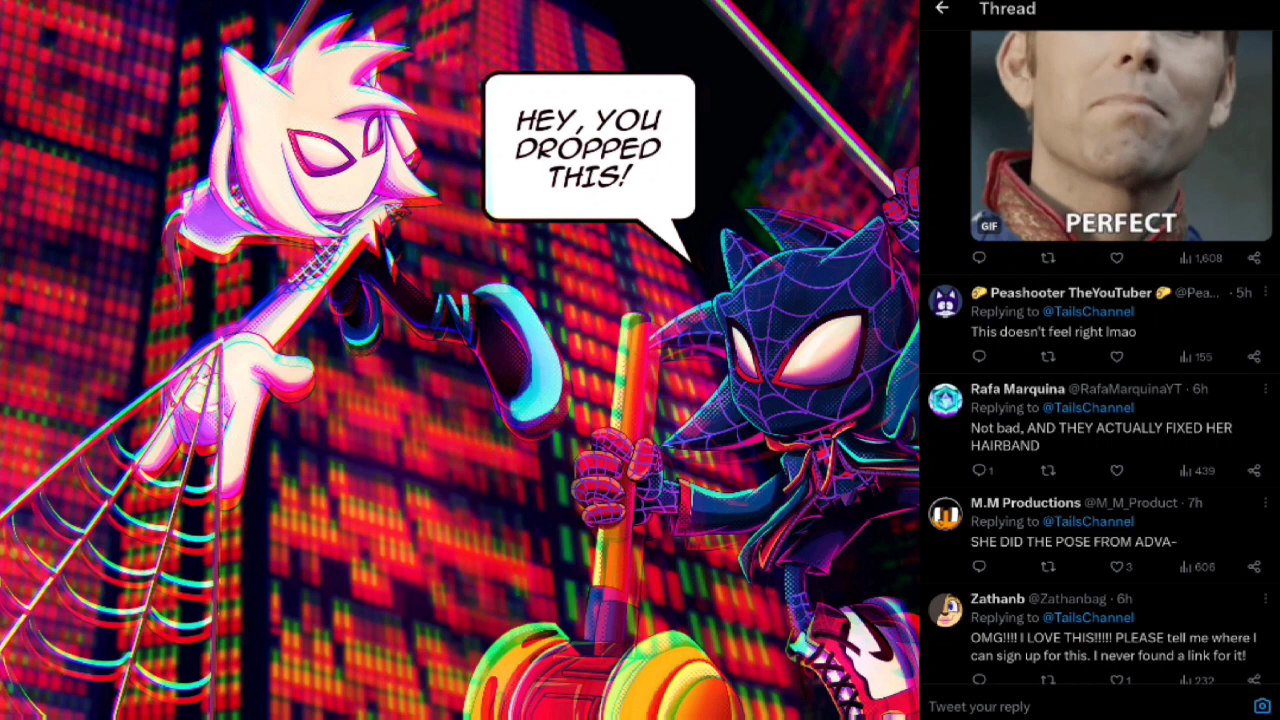 HEY, YOU
DROPPED
THIS!
Thread
GIF
PERFECT
1,608
Peashooter TheYouTuber @Pea... · 5h
Replying to @TailsChannel
This doesn't feel right lmao
155
Rafa Marquina @RafaMarquinaYT · 6h
Replying to @TailsChannel
Not bad, AND THEY ACTUALLY FIXED HER
HAIRBAND
1 439
M.M Productions @M_M_Product · 7h
Replying to @TailsChannel
SHE DID THE POSE FROM ADVA-
3 606
Zathanb @Zathanbag · 6h
Replying to @TailsChannel
OMG!!!! I LOVE THIS!!!!! PLEASE tell me where I
can sign up for this. I never found a link for it!
1 232
Tweet your reply